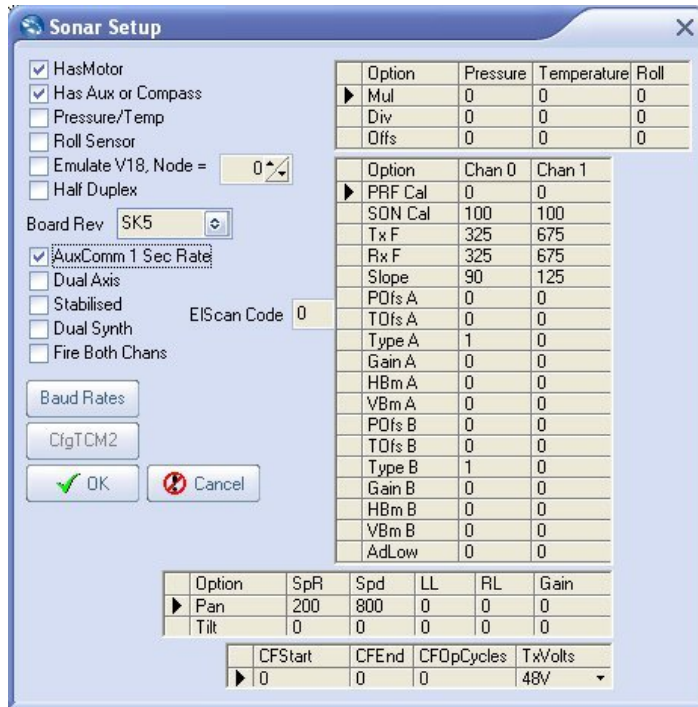 Sonar Setup
HasMotor
Has Aux or Compass
Pressure/Temp
Roll Sensor
Emulate V18, Node = 0
Half Duplex
Board Rev SK5
AuxComm 1 Sec Rate
Dual Axis
Stabilised
Dual Synth
Fire Both Chans
ElScan Code 0
Baud Rates
CfgTCM2
OK Cancel
Option Pressure Temperature Roll
Mul 0 0 0
Div 0 0 0
Offs 0 0 0
Option Chan 0 Chan 1
PRF Cal 0 0
SON Cal 100 100
Tx F 325 675
Rx F 325 675
Slope 90 125
POfs A 0 0
TOfs A 0 0
Type A 1 0
Gain A 0 0
HBm A 0 0
VBm A 0 0
POfs B 0 0
TOfs B 0 0
Type B 1 0
Gain B 0 0
HBm B 0 0
VBm B 0 0
AdLow 0 0
Option SpR Spd LL RL Gain
Pan 200 800 0 0 0
Tilt 0 0 0 0 0
CFStart CFEnd CFOpCycles TxVolts
0 0 0 48V